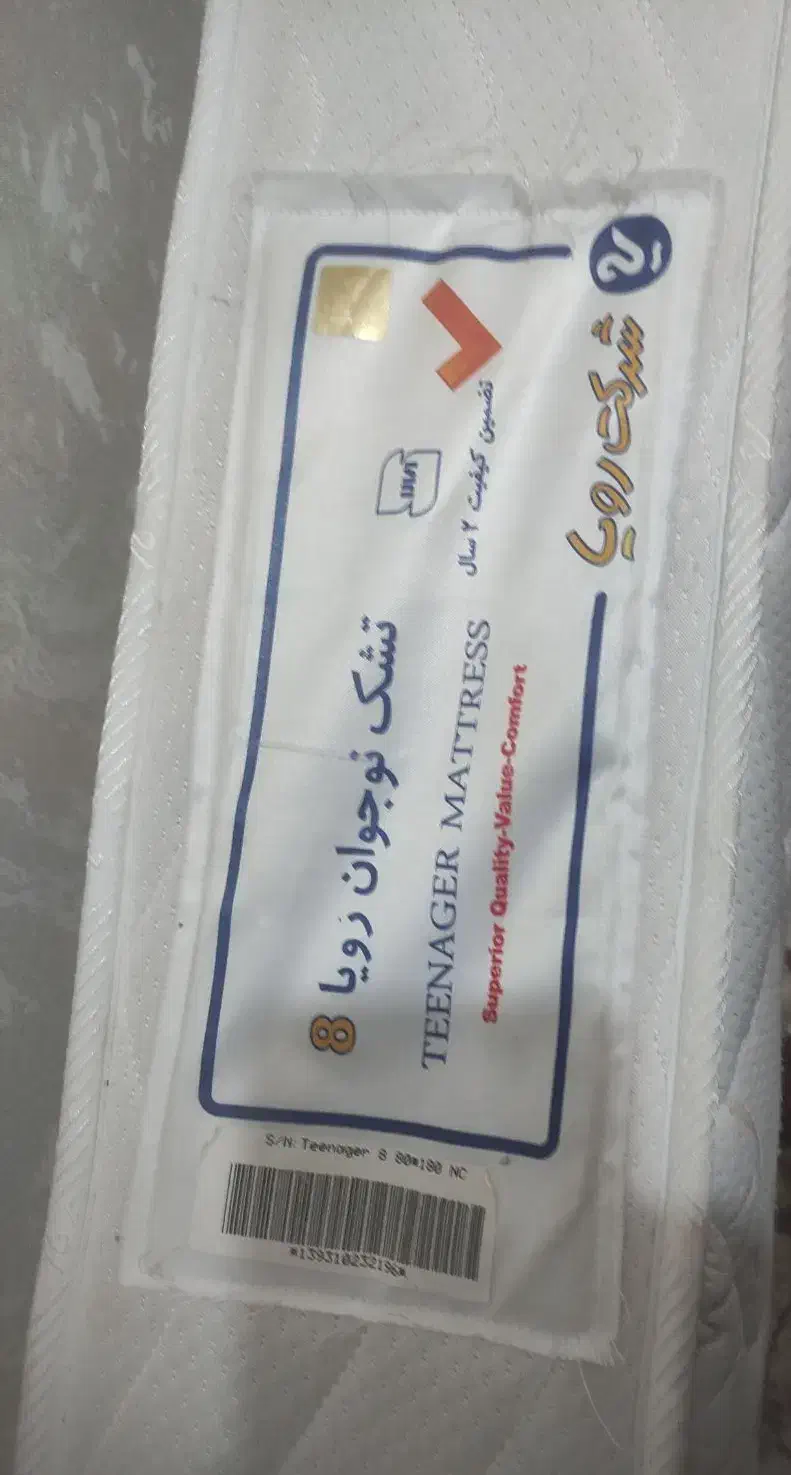 شرکت رویا
تضمین کیفیت ۲ سال
تشک نوجوان رویا 8
TEENAGER MATTRESS
Superior Quality-Value-Comfort
S/N: Teenager 8 80*180 NC
*139310232196*